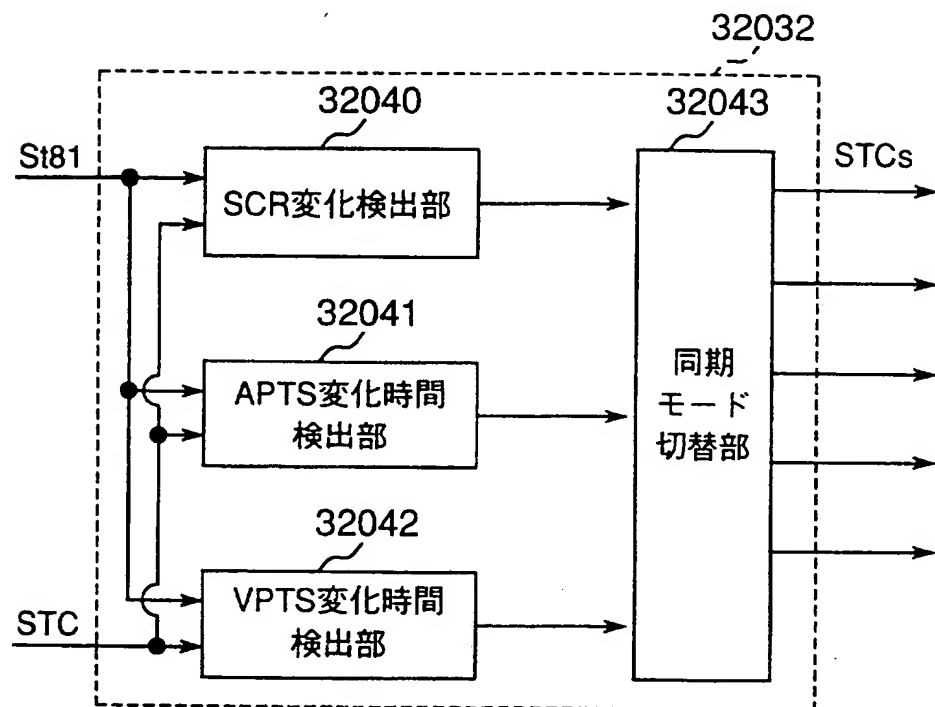 32032
32040
32043
St81
STCs
SCR変化検出部
32041
APTS変化時間
検出部
同期
モード
切替部
32042
STC
VPTS変化時間
検出部